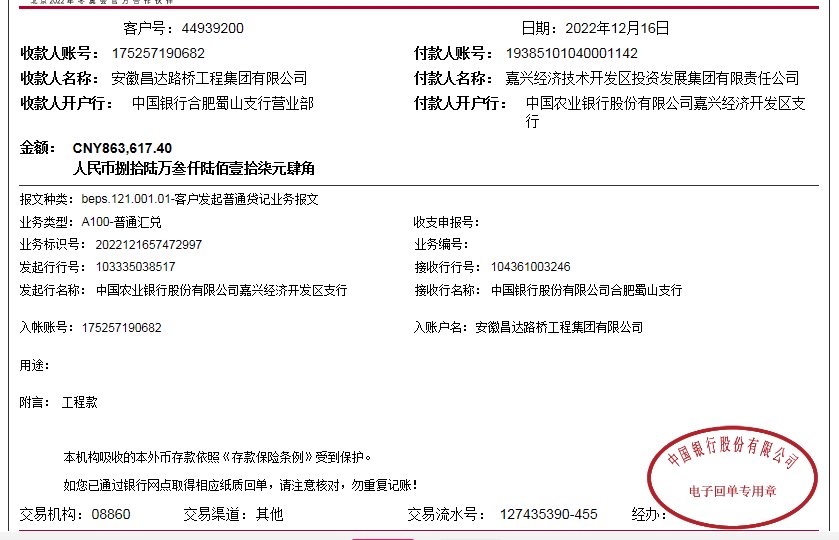 北京2022年冬奥会官方合作伙伴
客户号：44939200 日期：2022年12月16日
收款人账号：175257190682 付款人账号：19385101040001142
收款人名称：安徽昌达路桥工程集团有限公司 付款人名称：嘉兴经济技术开发区投资发展集团有限责任公司
收款人开户行：中国银行合肥蜀山支行营业部 付款人开户行：中国农业银行股份有限公司嘉兴经济开发区支
行
金额：CNY863,617.40
人民币捌拾陆万叁仟陆佰壹拾柒元肆角
报文种类：beps.121.001.01-客户发起普通贷记业务报文
业务类型：A100-普通汇兑 收支申报号：
业务标识号：2022121657472997 业务编号：
发起行行号：103335038517 接收行行号：104361003246
发起行名称：中国农业银行股份有限公司嘉兴经济开发区支行 接收行名称：中国银行股份有限公司合肥蜀山支行
入帐账号：175257190682 入账户名：安徽昌达路桥工程集团有限公司
用途：
附言：工程款
本机构吸收的本外币存款依照《存款保险条例》受到保护。
如您已通过银行网点取得相应纸质回单，请注意核对，勿重复记账！
中国银行股份有限公司
电子回单专用章
交易机构：08860 交易渠道：其他 交易流水号：127435390-455 经办：